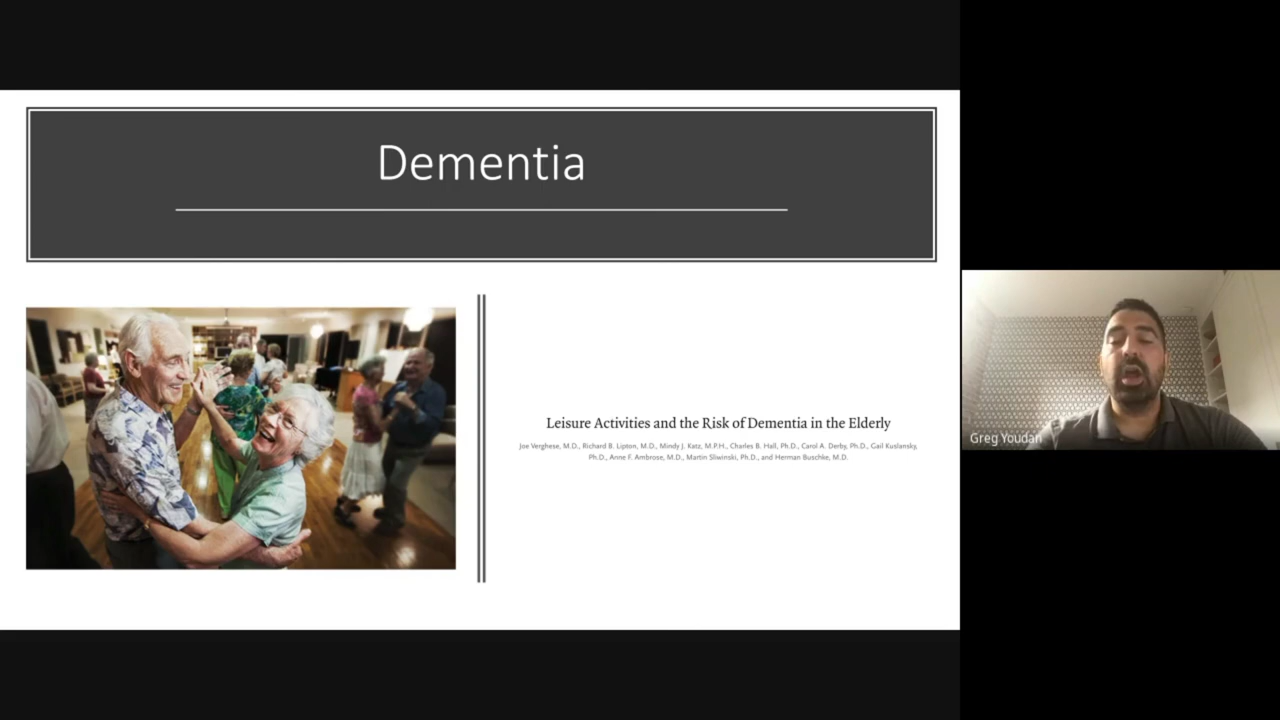 Dementia
Leisure Activities and the Risk of Dementia in the Elderly
Joe Verghese, M.D., Richard B. Lipton, M.D., Mindy J. Katz, M.P.H., Charles B. Hall, Ph.D., Carol A. Derby, Ph.D., Gail Kuslansky,
Ph.D., Anne F. Ambrose, M.D., Martin Sliwinski, Ph.D., and Herman Buschke, M.D.
Greg Youdan